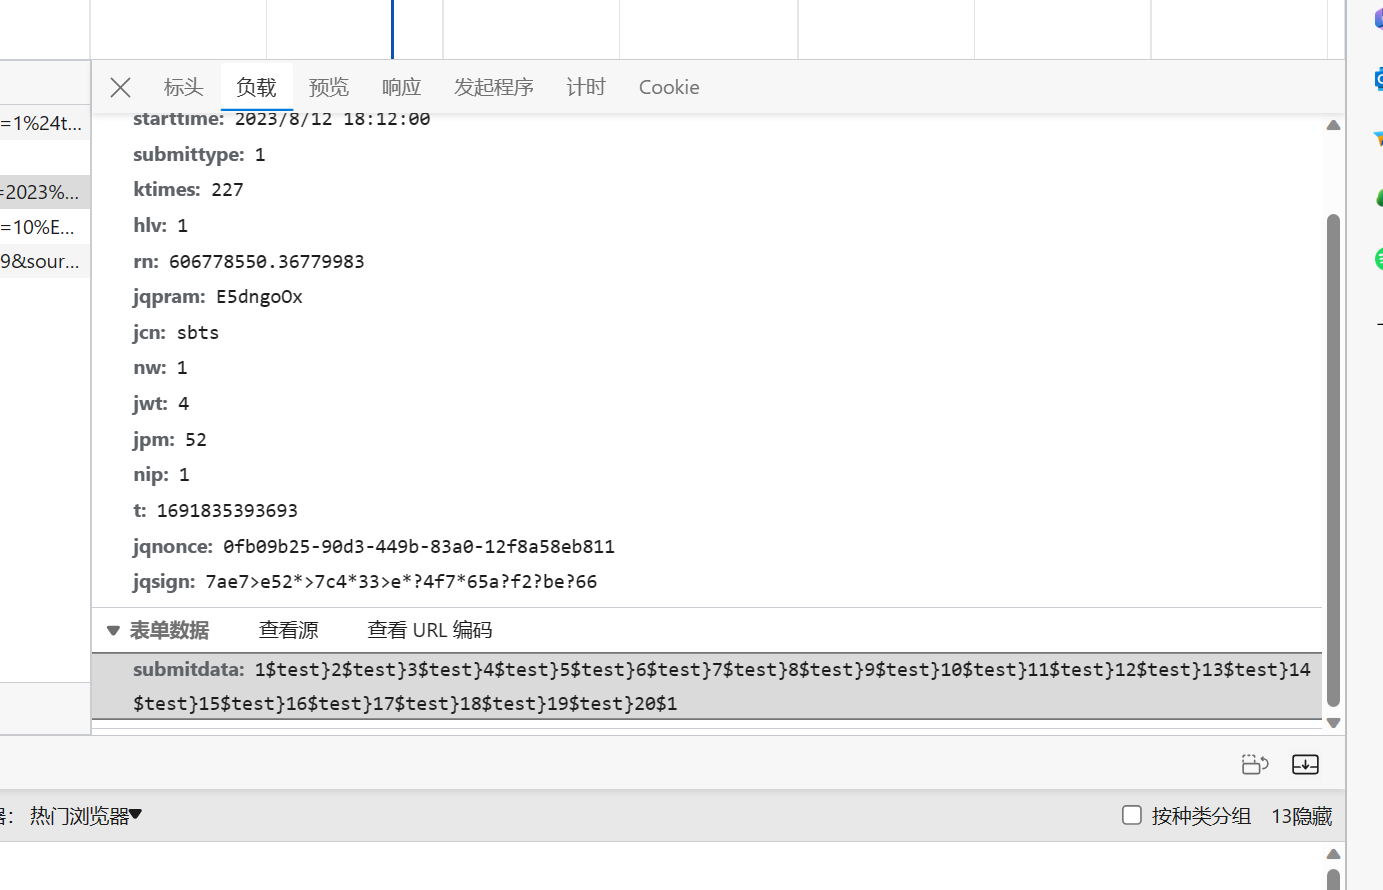 标头 负载 预览 响应 发起程序 计时 Cookie
starttime: 2023/8/12 18:12:00
=1%24t...
submittype: 1
ktimes: 227
=2023%...
hlv: 1
=10%E...
rn: 606778550.36779983
9&sour...
jqpram: E5dngoOx
jcn: sbts
nw: 1
jwt: 4
jpm: 52
nip: 1
t: 1691835393693
jqnonce: 0fb09b25-90d3-449b-83a0-12f8a58eb811
jqsign: 7ae7>e52*>7c4*33>e*?4f7*65a?f2?be?66
表单数据 查看源 查看 URL 编码
submitdata: 1$test}2$test}3$test}4$test}5$test}6$test}7$test}8$test}9$test}10$test}11$test}12$test}13$test}14
$test}15$test}16$test}17$test}18$test}19$test}20$1
器: 热门浏览器 按种类分组 13隐藏